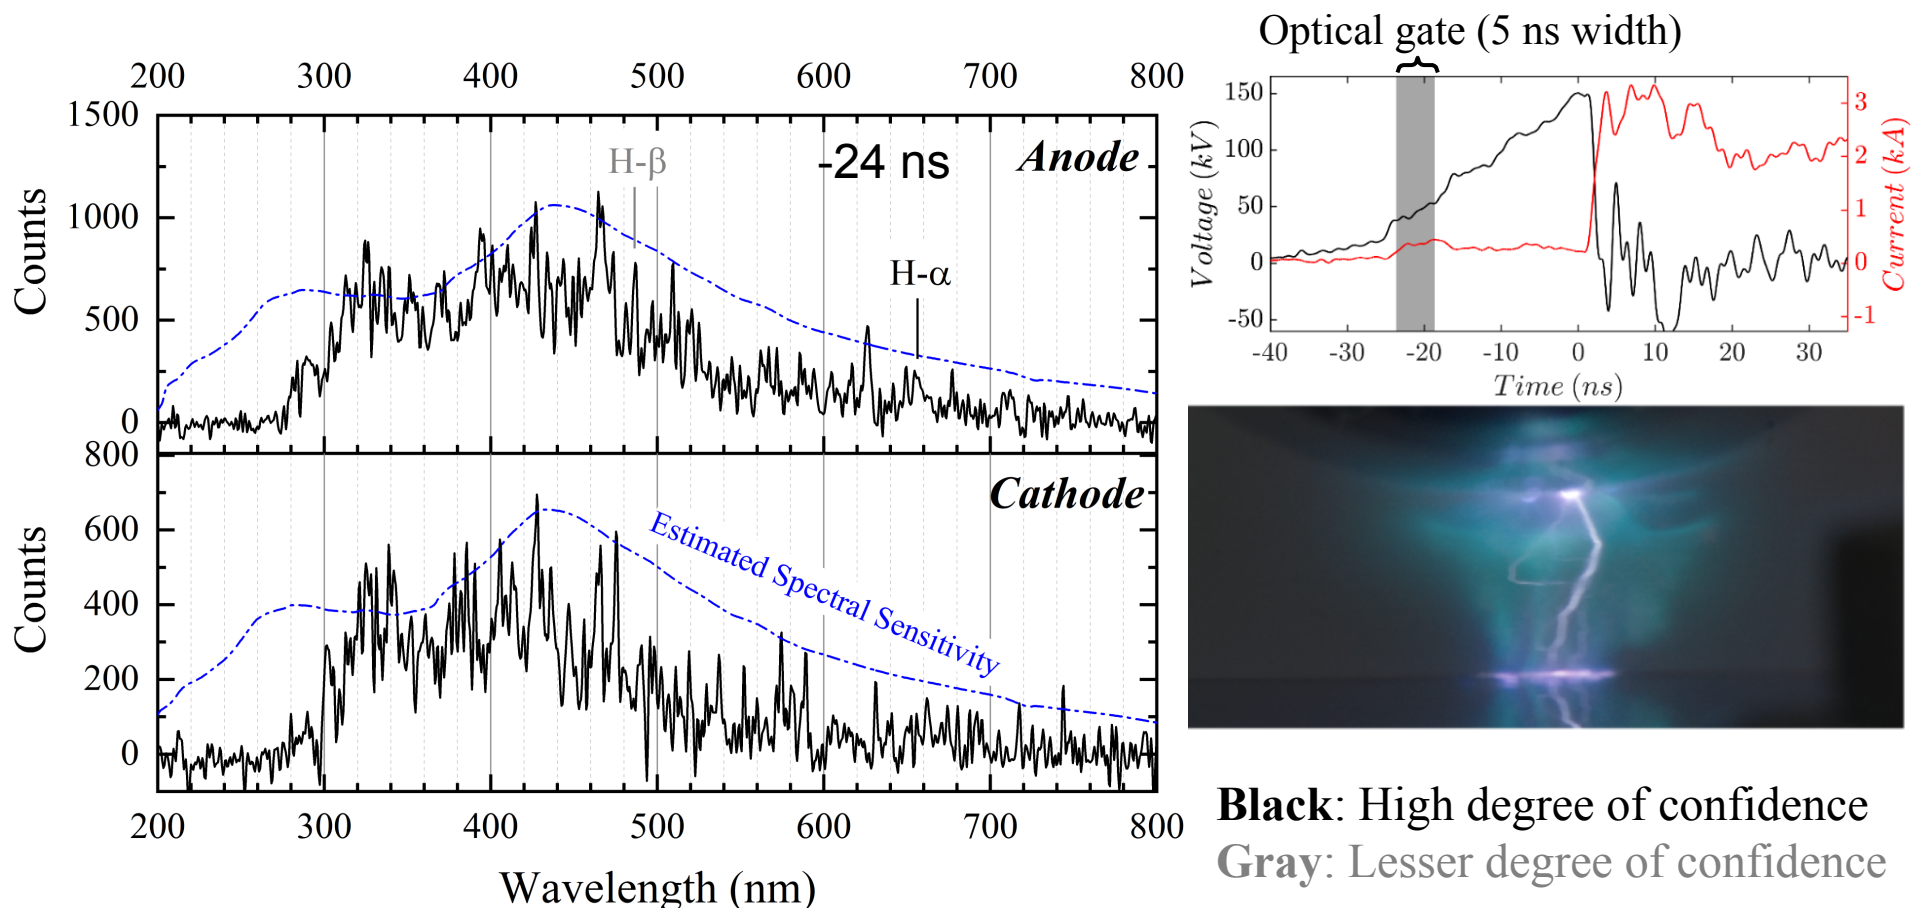 Optical gate (5 ns width)
200 300 400 500 600 700 800
1500
1000
500
0
Counts
H-β
-24 ns
Anode
H-α
800
600
400
200
0
Counts
Cathode
Estimated Spectral Sensitivity
200 300 400 500 600 700 800
Wavelength (nm)
150
100
50
0
-50
Voltage (kV)
3
2
1
0
-1
Current (kA)
-40 -30 -20 -10 0 10 20 30
Time (ns)
Black: High degree of confidence
Gray: Lesser degree of confidence